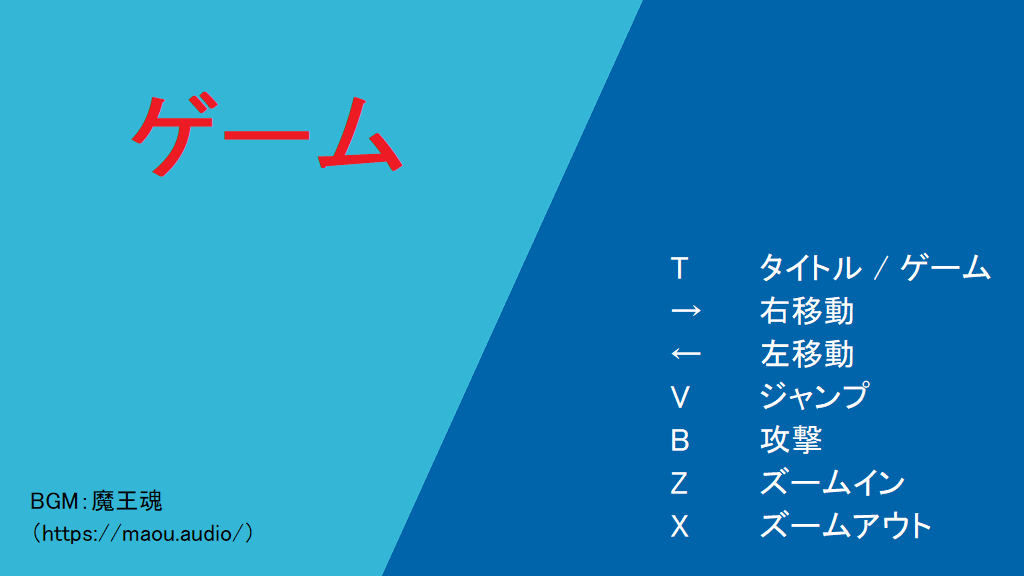 ゲーム
T タイトル / ゲーム
→ 右移動
← 左移動
V ジャンプ
B 攻撃
Z ズームイン
X ズームアウト
BGM：魔王魂
（https://maou.audio/）